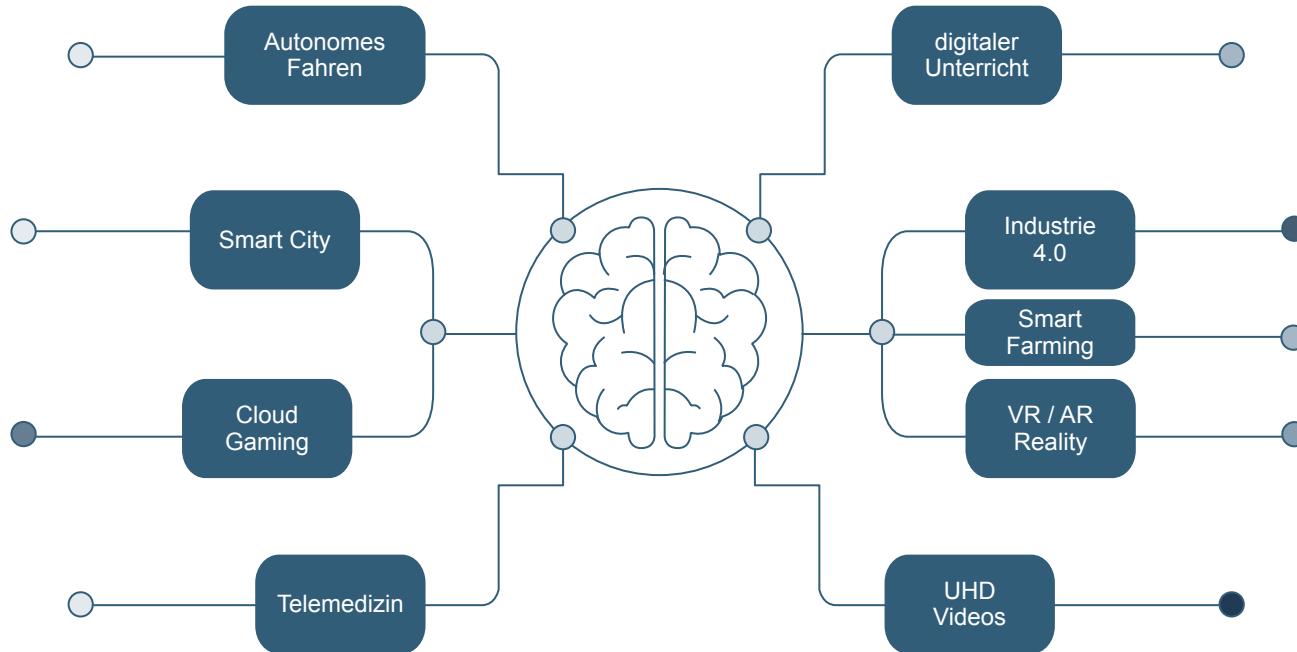 Autonomes
Fahren
digitaler
Unterricht
Smart City
Industrie
4.0
Smart
Farming
Cloud
Gaming
VR / AR
Reality
Telemedizin
UHD
Videos